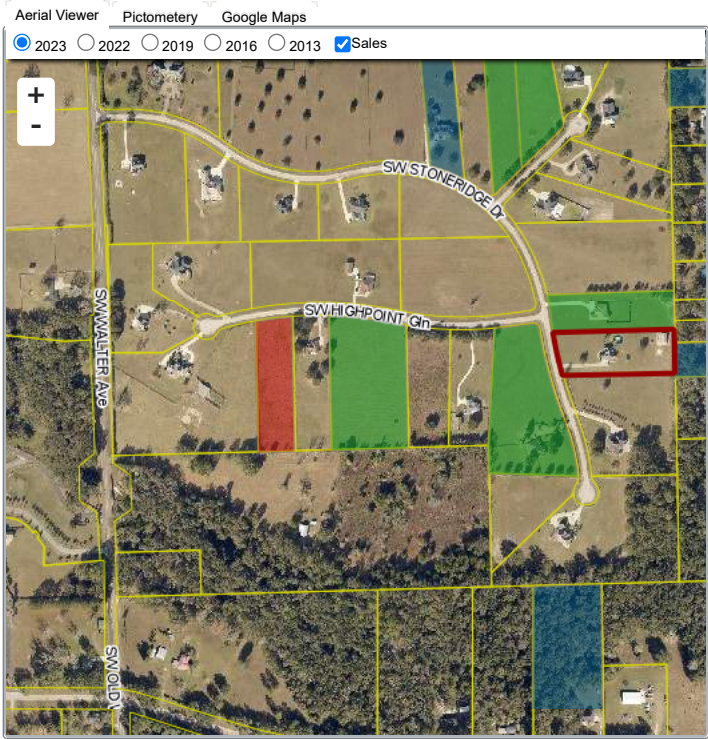 Aerial Viewer Pictometery Google Maps
2023 2022 2019 2016 2013 Sales
+
-
SW STONERIDGE Dr
SW HIGHPOINT Gln
SW WALTER Ave
SW OLD